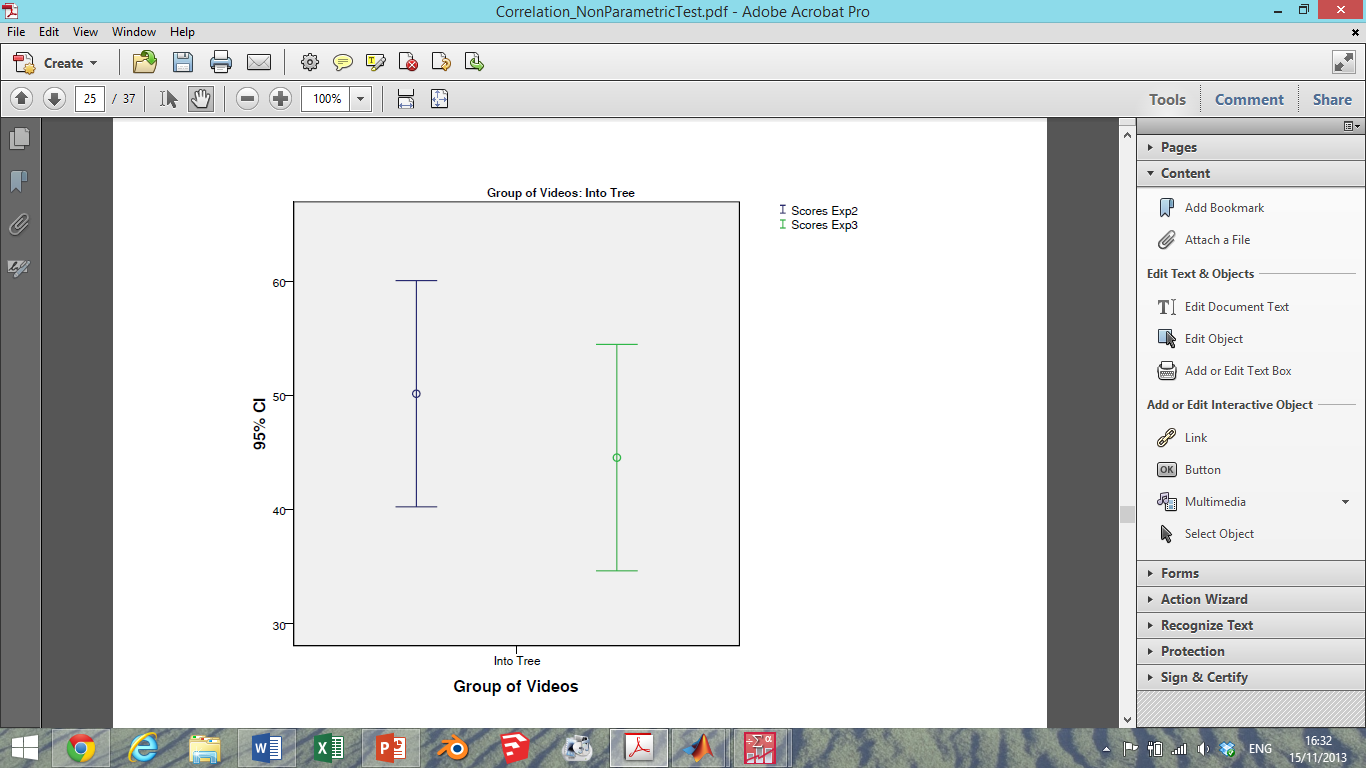 Correlation_NonParametricTest.pdf - Adobe Acrobat Pro
File Edit View Window Help
Create
25 / 37 100% Tools Comment Share
Pages
Content
Add Bookmark
Attach a File
Edit Text & Objects
Edit Document Text
Edit Object
Add or Edit Text Box
Add or Edit Interactive Object
Link
OK Button
Multimedia
Select Object
Forms
Action Wizard
Recognize Text
Protection
Sign & Certify
Group of Videos: Into Tree
Scores Exp2
Scores Exp3
60
50
40
30
95% CI
Into Tree
Group of Videos
ENG
16:32
15/11/2013